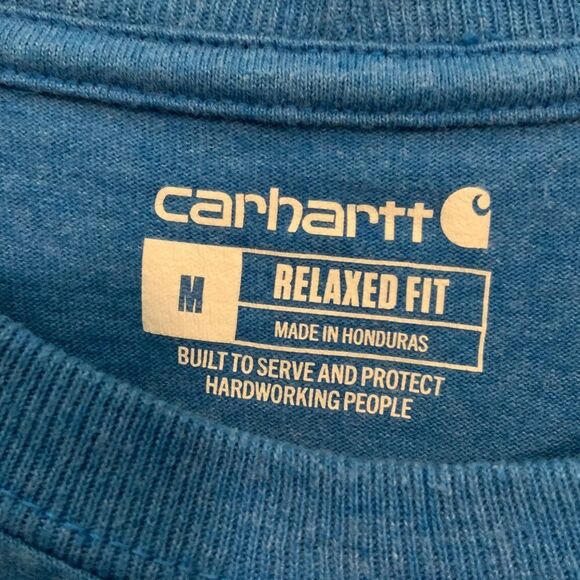 carhartt
M
RELAXED FIT
MADE IN HONDURAS
BUILT TO SERVE AND PROTECT
HARDWORKING PEOPLE